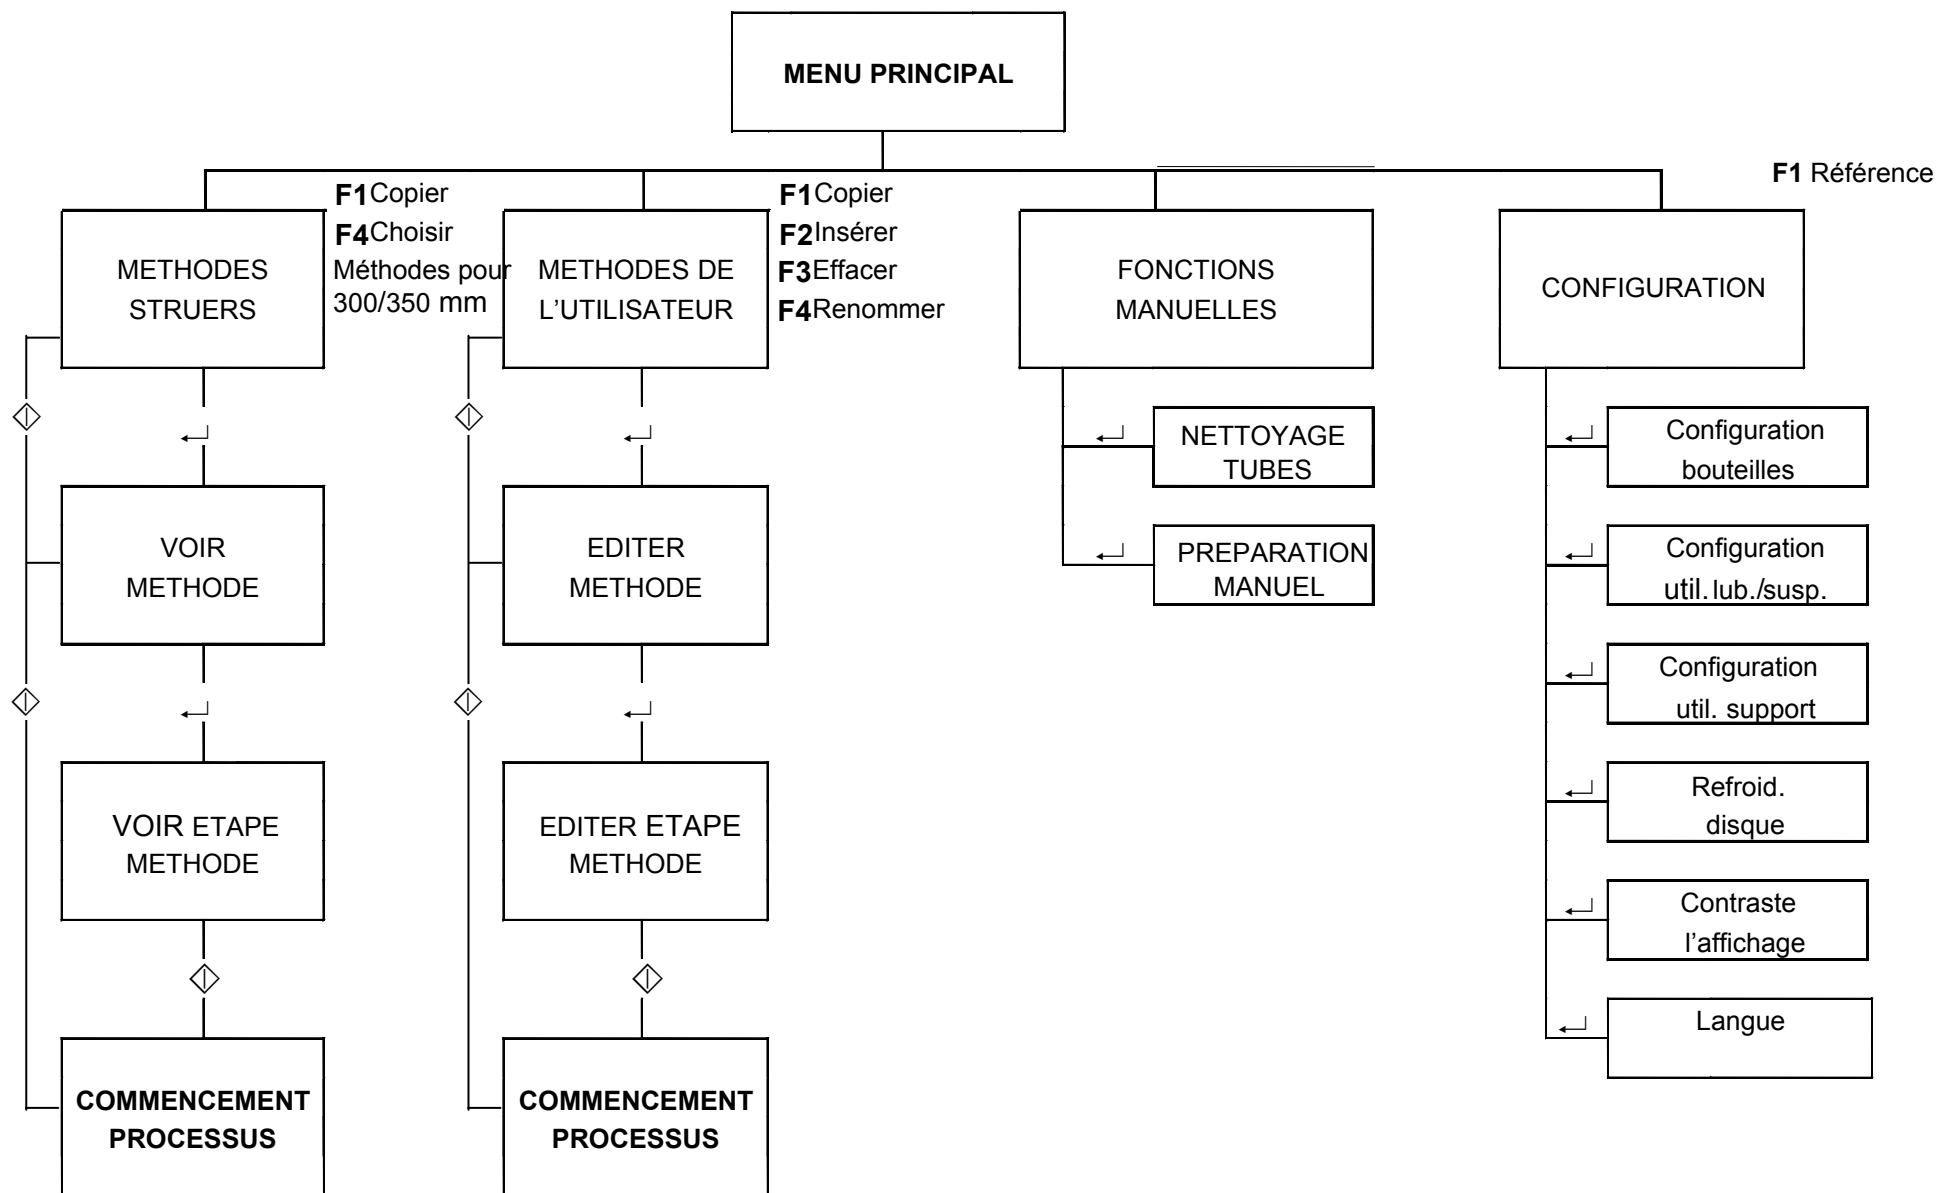 MENU PRINCIPAL
F1 Référence
F1Copier
F4Choisir
Méthodes pour
300/350 mm
F1Copier
F2Insérer
F3Effacer
F4Renommer
METHODES
STRUERS
METHODES DE
L’UTILISATEUR
FONCTIONS
MANUELLES
CONFIGURATION
NETTOYAGE
TUBES
PREPARATION
MANUEL
Configuration
bouteilles
Configuration
util. lub./susp.
Configuration
util. support
Refroid.
disque
Contraste
l’affichage
Langue
VOIR
METHODE
EDITER
METHODE
VOIR ETAPE
METHODE
EDITER ETAPE
METHODE
COMMENCEMENT
PROCESSUS
COMMENCEMENT
PROCESSUS